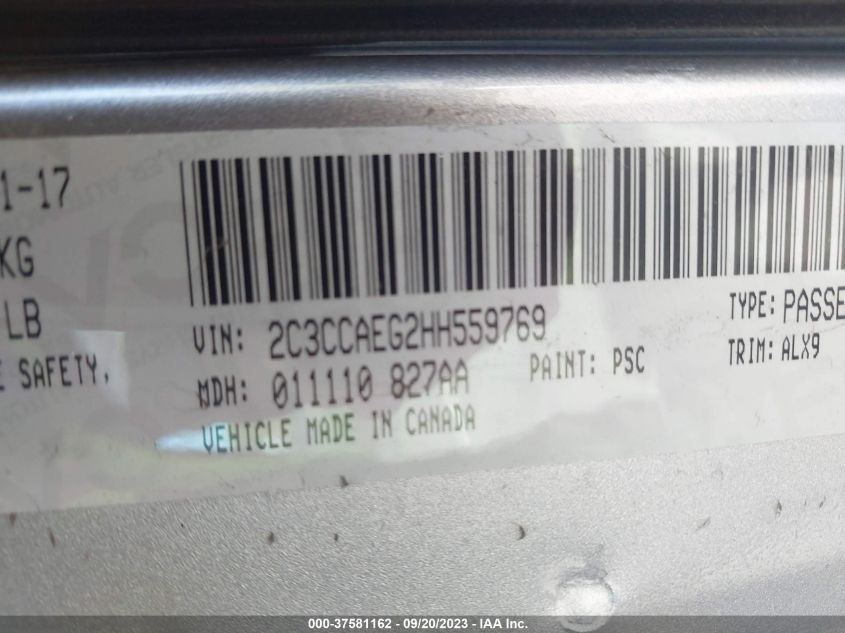 1-17
KG
LB
E SAFETY,
VIN: 2C3CCAEG2HH559769
TYPE: PASSE
MDH: 011110 827AA
PAINT: PSC
TRIM: ALX9
VEHICLE MADE IN CANADA
000-37581162 - 09/20/2023 - IAA Inc.